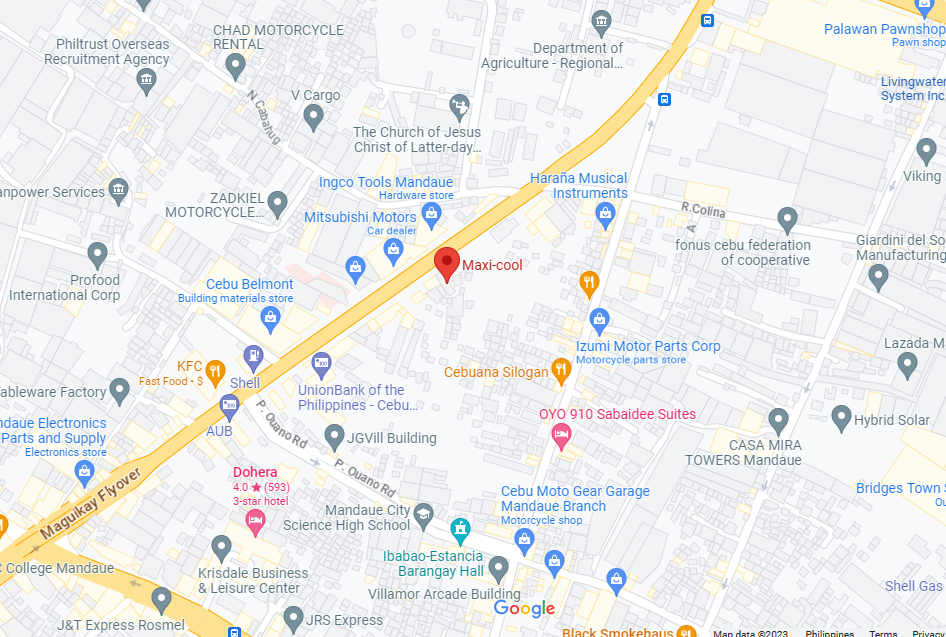 CHAD MOTORCYCLE
RENTAL
Philtrust Overseas
Recruitment Agency
Department of
Agriculture - Regional...
Palawan Pawnshop
Pawn shop
Livingwater
System Inc
V Cargo
N Cabahug
The Church of Jesus
Christ of Latter-day...
Viking
Ingco Tools Mandaue
Hardware store
Haraña Musical
Instruments
anpower Services
ZADKIEL
MOTORCYCLE...
Mitsubishi Motors
Car dealer
R.Colina
A
fonus cebu federation
of cooperative
Giardini del So
Manufacturing
Maxi-cool
Profood
International Corp
Cebu Belmont
Building materials store
Izumi Motor Parts Corp
Motorcycle parts store
Lazada M
KFC
Fast Food • $
Shell
Cebuana Silogan
UnionBank of the
Philippines - Cebu...
ableware Factory
AUB
P. Ouano Rd
OYO 910 Sabaidee Suites
Hybrid Solar
ndaue Electronics
Parts and Supply
Electronics store
JGVill Building
CASA MIRA
TOWERS Mandaue
Maguikay Flyover
Dohera
4.0 ★ (593)
3-star hotel
P. Ouano Rd
Cebu Moto Gear Garage
Mandaue Branch
Motorcycle shop
Bridges Town S
Ou
Mandaue City
Science High School
Ibabao-Estancia
Barangay Hall
C College Mandaue
Krisdale Business
& Leisure Center
Villamor Arcade Building
Shell Gas
Google
J&T Express Rosmel
JRS Express
Black Smokehaus
Map data ©2023
Philippines
Terms
Privacy